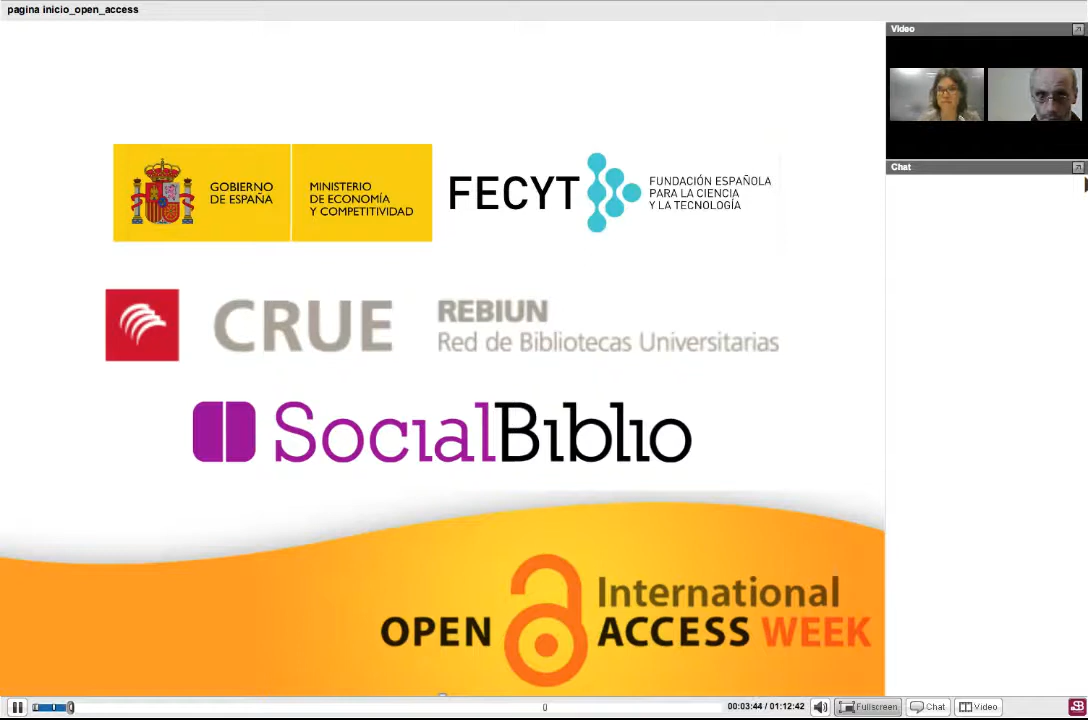 pagina inicio_open_access
Video
Chat
GOBIERNO
DE ESPAÑA
MINISTERIO
DE ECONOMÍA
Y COMPETITIVIDAD
FECYT
FUNDACIÓN ESPAÑOLA
PARA LA CIENCIA
Y LA TECNOLOGÍA
CRUE
REBIUN
Red de Bibliotecas Universitarias
SocialBiblio
OPEN
International
ACCESS WEEK
00:03:44 / 01:12:42
Fullscreen
Chat
Video
SB